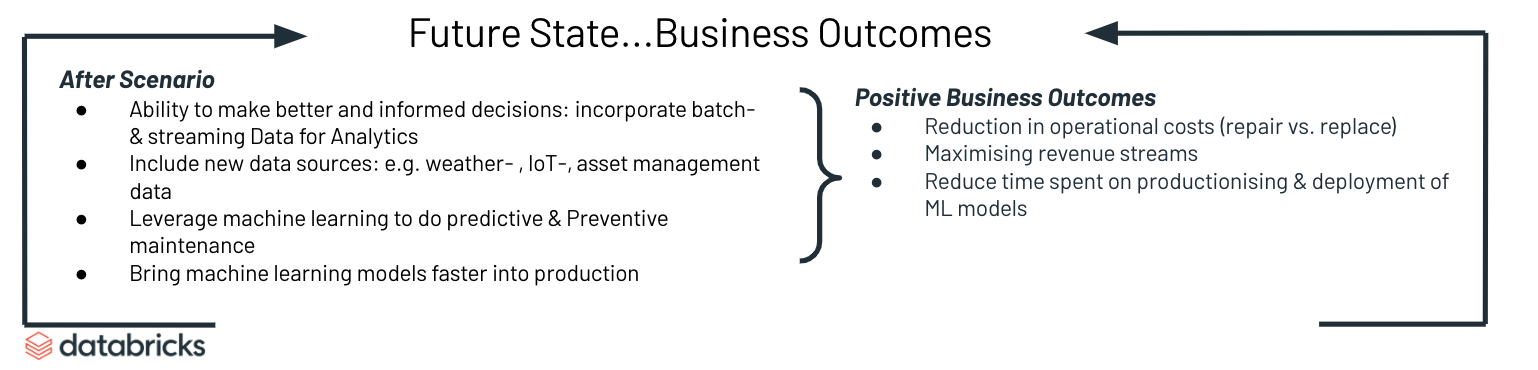 Future State...Business Outcomes
After Scenario
● Ability to make better and informed decisions: incorporate batch-
& streaming Data for Analytics
● Include new data sources: e.g. weather- , IoT-, asset management
data
● Leverage machine learning to do predictive & Preventive
maintenance
● Bring machine learning models faster into production
Positive Business Outcomes
● Reduction in operational costs (repair vs. replace)
● Maximising revenue streams
● Reduce time spent on productionising & deployment of
ML models
databricks